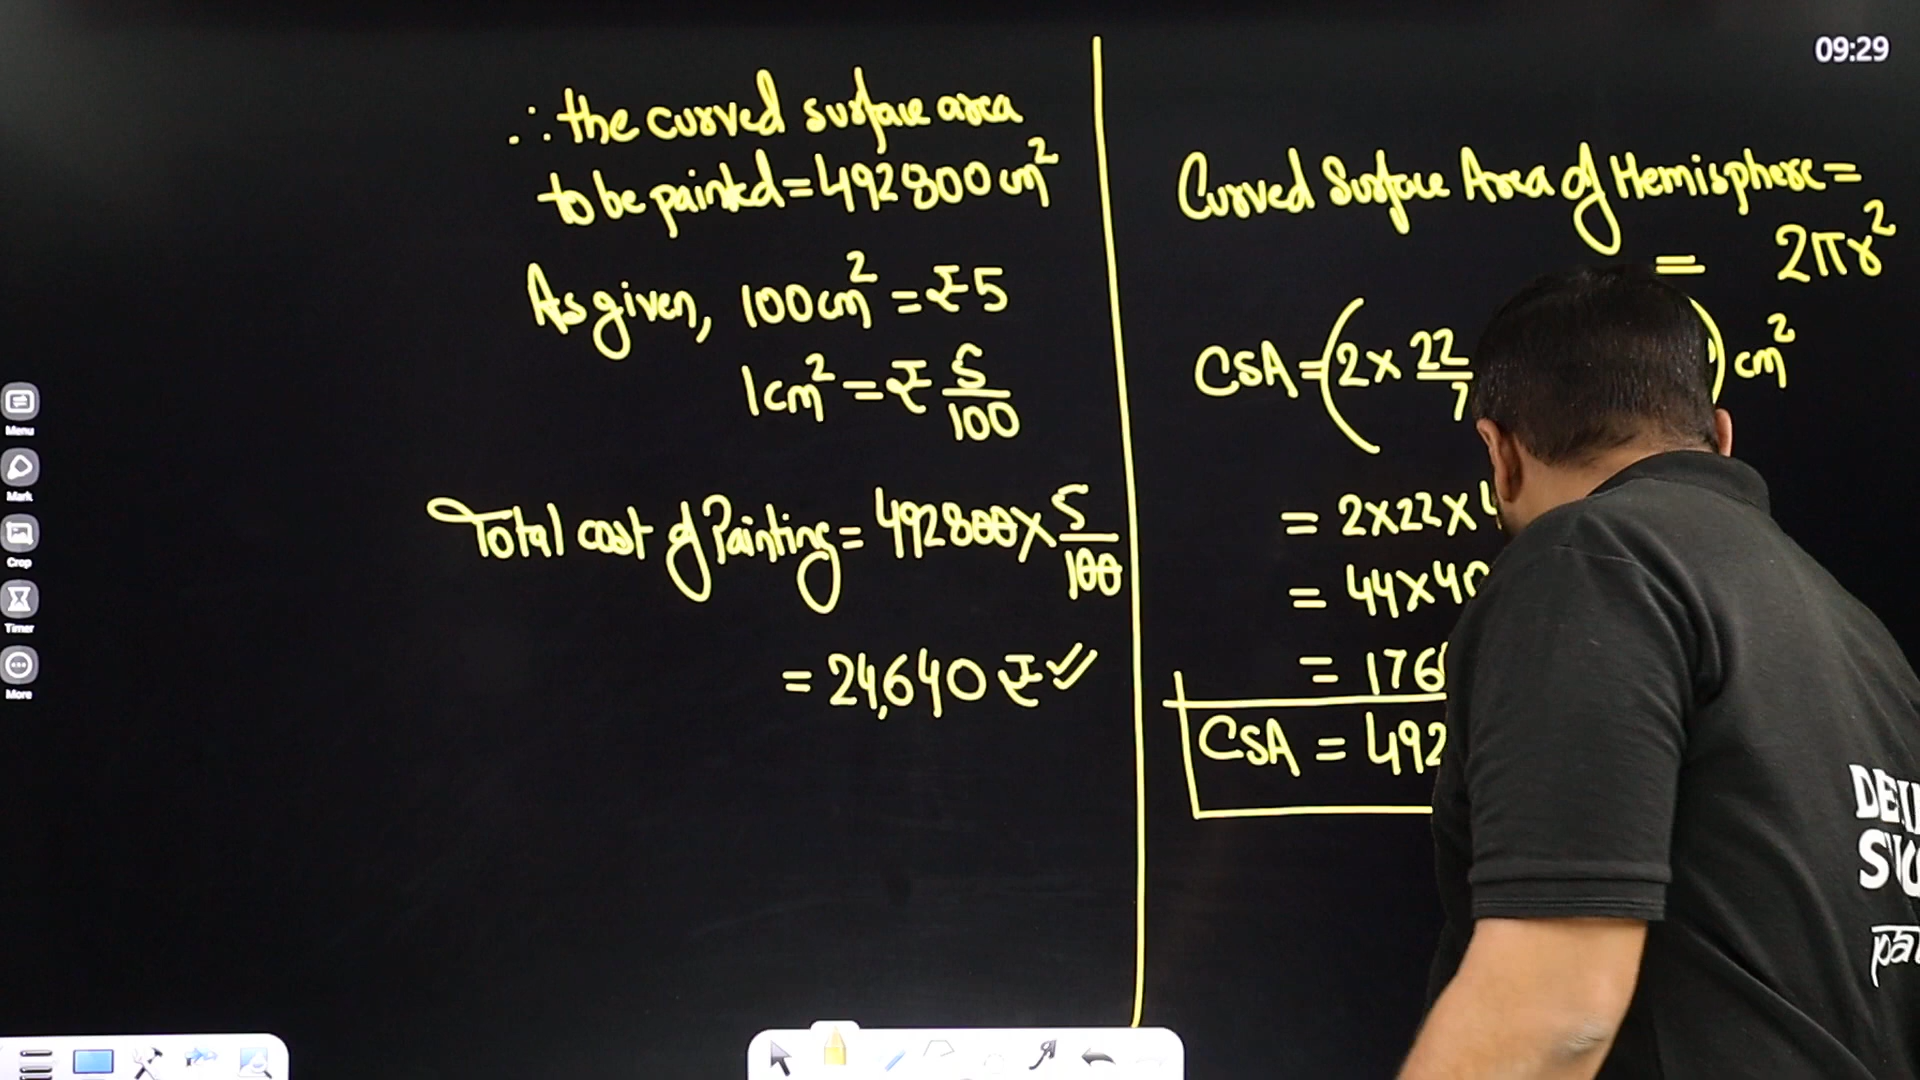 09:29
∴ the curved surface area
to be painted = 492800 cm²
As given, 100 cm² = ₹5
1 cm² = ₹ 5/100
Total cost of Painting = 492800 × 5/100
= 24,640 ₹
Curved Surface Area of Hemisphere =
= 2πr²
CSA = (2 × 22/7 ) cm²
= 2×22×4
= 44×40
= 176
CSA = 492
Menu
Mark
Crop
Timer
More